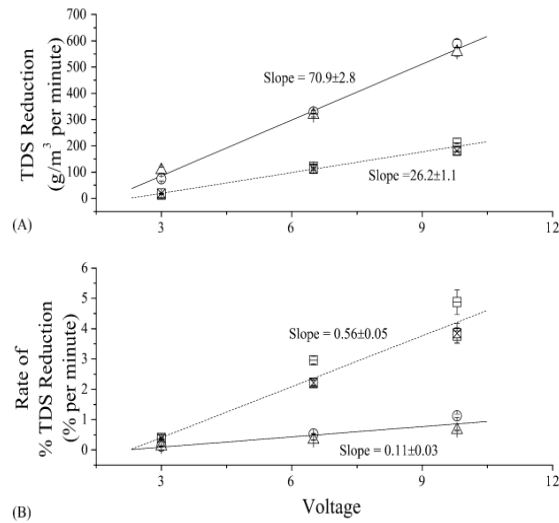 TDS Reduction
(g/m³ per minute)
700
600
500
400
300
200
100
0
Slope = 70.9±2.8
Slope =26.2±1.1
3
6
9
12
(A)
Rate of
% TDS Reduction
(% per minute)
6
5
4
3
2
1
0
Slope = 0.56±0.05
Slope = 0.11±0.03
3
6
9
12
Voltage
(B)